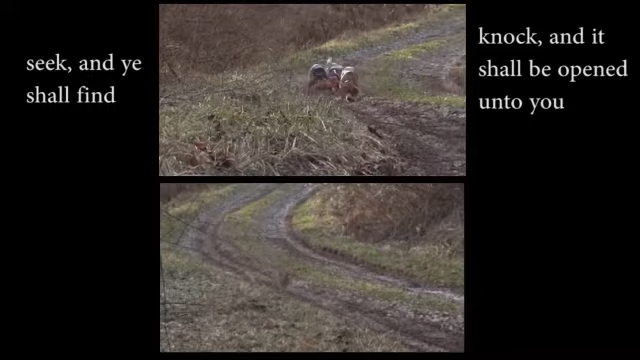 seek, and ye
shall find
knock, and it
shall be opened
unto you